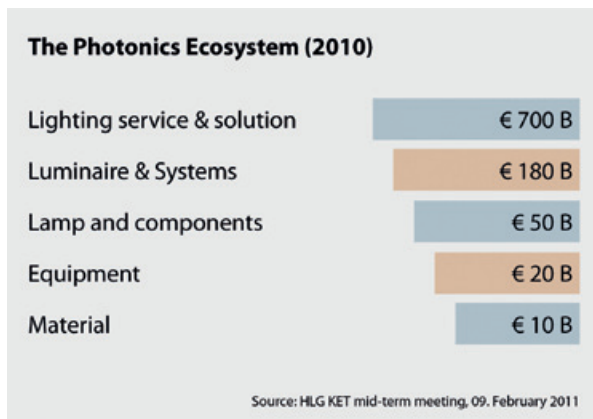 The Photonics Ecosystem (2010)
Lighting service & solution € 700 B
Luminaire & Systems € 180 B
Lamp and components € 50 B
Equipment € 20 B
Material € 10 B
Source: HLG KET mid-term meeting, 09. February 2011